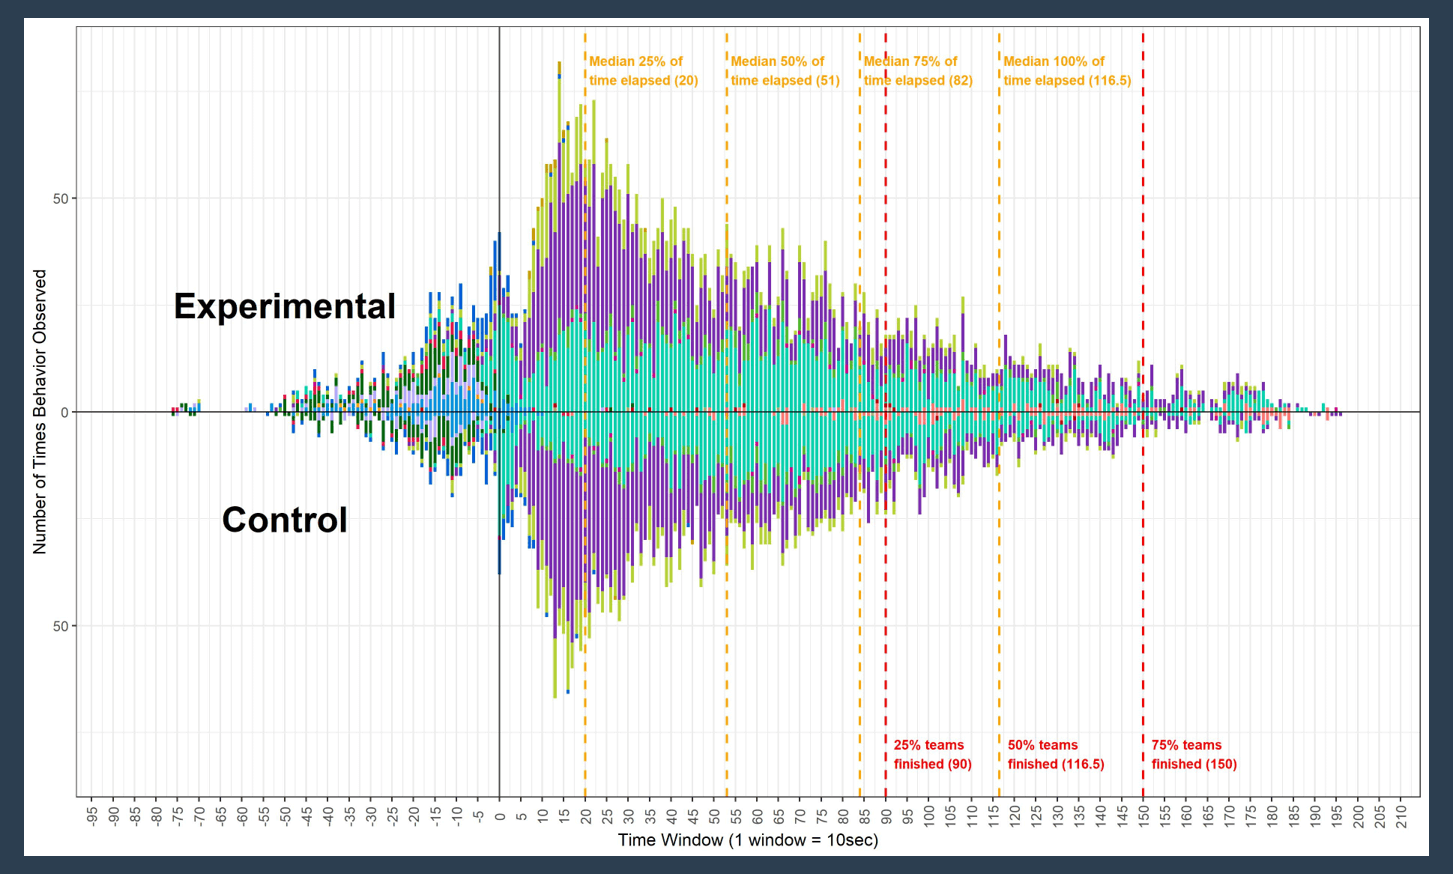 Median 25% of
time elapsed (20)
Median 50% of
time elapsed (51)
Median 75% of
time elapsed (82)
Median 100% of
time elapsed (116.5)
50
0
50
Number of Times Behavior Observed
Experimental
Control
25% teams
finished (90)
50% teams
finished (116.5)
75% teams
finished (150)
-95 -90 -85 -80 -75 -70 -65 -60 -55 -50 -45 -40 -35 -30 -25 -20 -15 -10 -5 0 5 10 15 20 25 30 35 40 45 50 55 60 65 70 75 80 85 90 95 100 105 110 115 120 125 130 135 140 145 150 155 160 165 170 175 180 185 190 195 200 205 210
Time Window (1 window = 10sec)